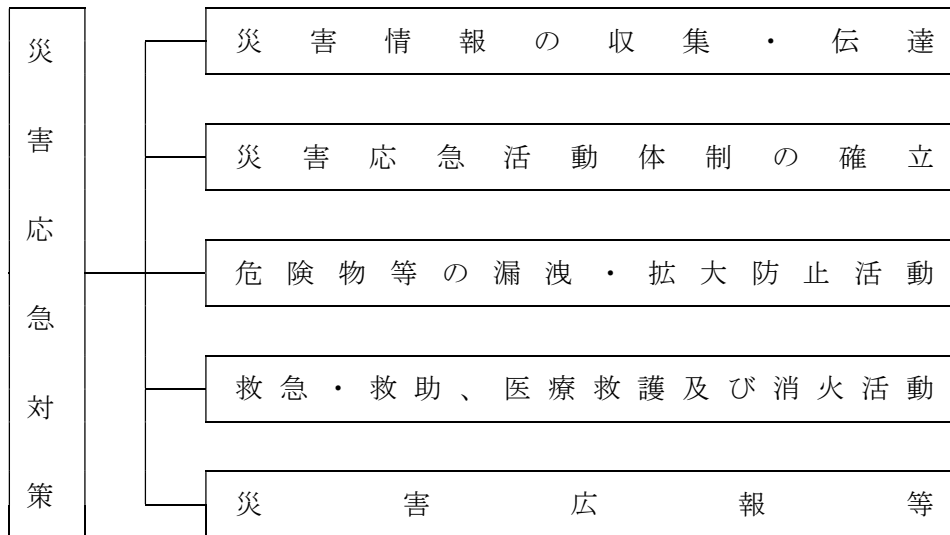 災害応急対策
災害情報の収集・伝達
災害応急活動体制の確立
危険物等の漏洩・拡大防止活動
救急・救助、医療救護及び消火活動
災害広報等